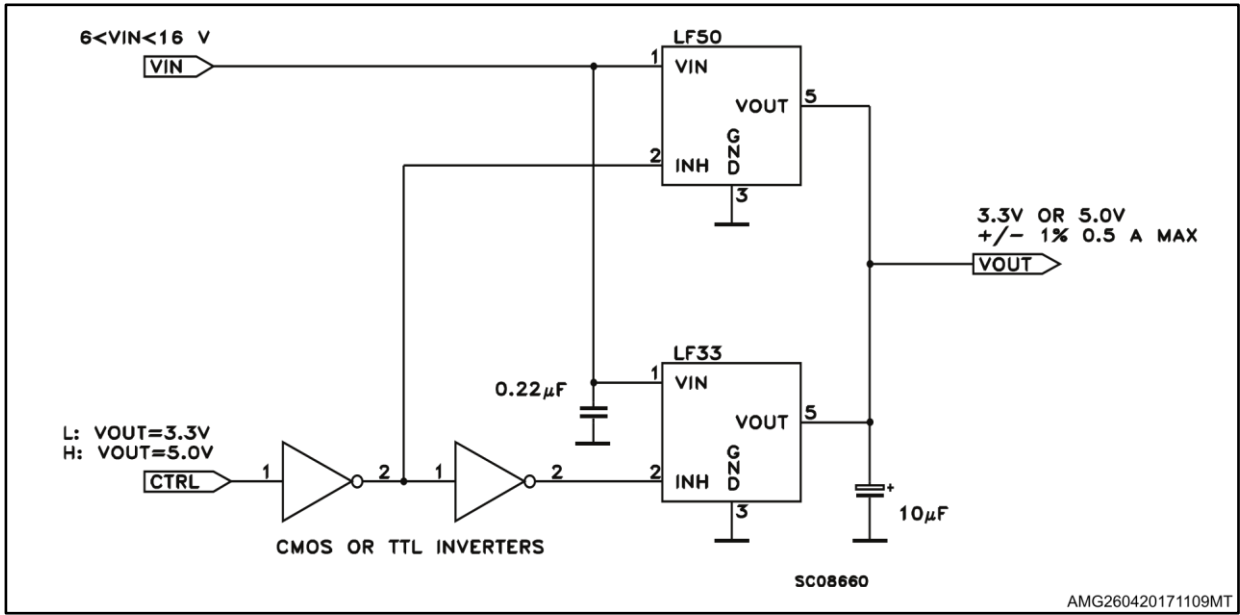 6<VIN<16 V
VIN
LF50
1
VIN
VOUT
5
GND
2
INH
3
3.3V OR 5.0V
+/- 1% 0.5 A MAX
VOUT
LF33
1
VIN
0.22µF
VOUT
5
GND
L: VOUT=3.3V
H: VOUT=5.0V
CTRL
1
2
1
2
2
INH
3
+
10µF
CMOS OR TTL INVERTERS
SC08660
AMG260420171109MT